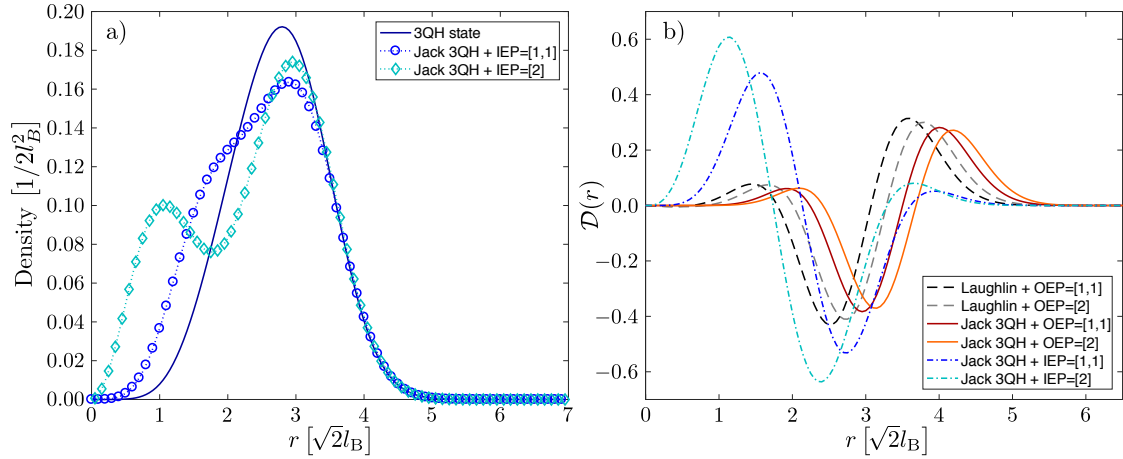 a)
3QH state
Jack 3QH + IEP=[1,1]
Jack 3QH + IEP=[2]
Density [1/2l_B^2]
0.20
0.18
0.16
0.14
0.12
0.10
0.08
0.06
0.04
0.02
0.00
0 1 2 3 4 5 6 7
r [√2l_B]
b)
D(r)
0.6
0.4
0.2
0.0
−0.2
−0.4
−0.6
Laughlin + OEP=[1,1]
Laughlin + OEP=[2]
Jack 3QH + OEP=[1,1]
Jack 3QH + OEP=[2]
Jack 3QH + IEP=[1,1]
Jack 3QH + IEP=[2]
0 1 2 3 4 5 6
r [√2l_B]